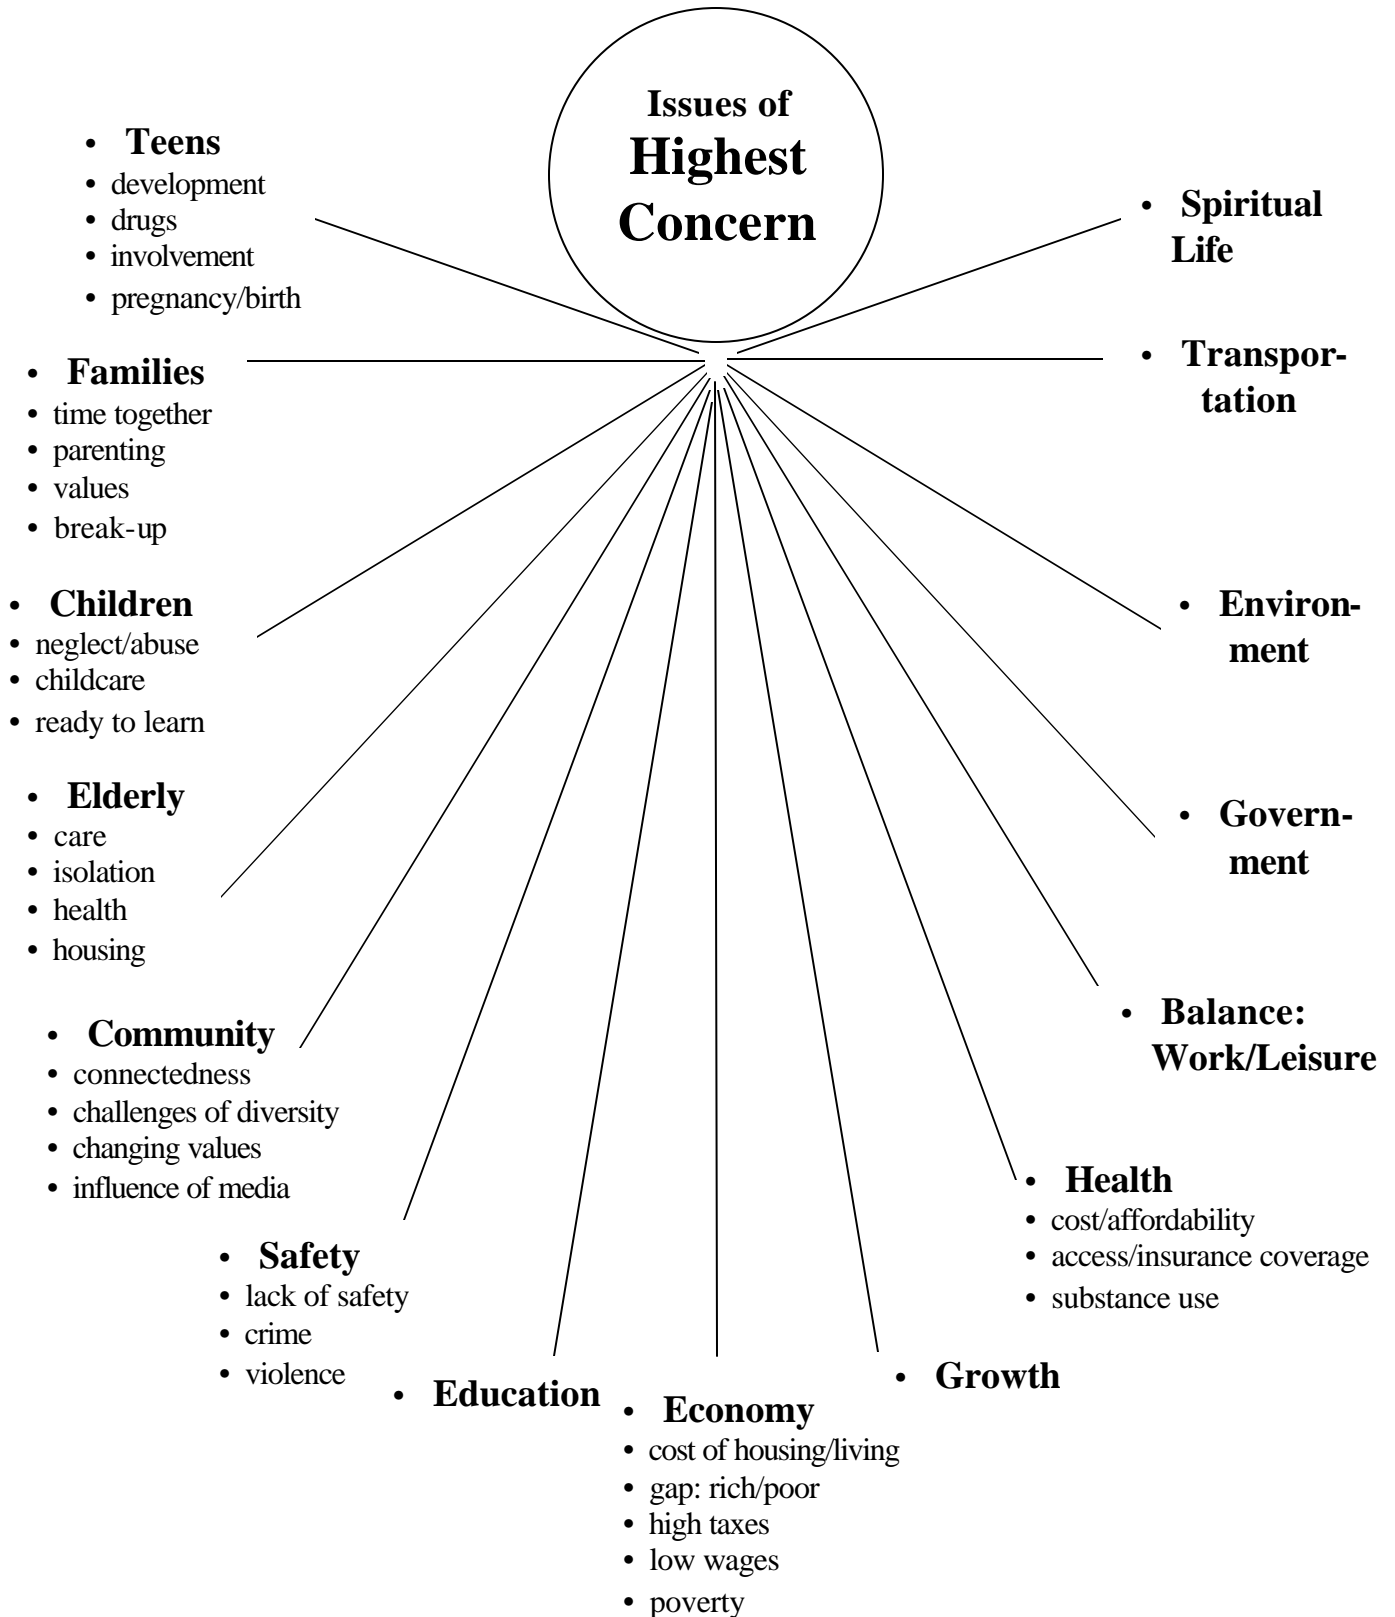 Issues of
Highest
Concern
• Teens
• development
• drugs
• involvement
• pregnancy/birth
• Families
• time together
• parenting
• values
• break-up
• Children
• neglect/abuse
• childcare
• ready to learn
• Elderly
• care
• isolation
• health
• housing
• Community
• connectedness
• challenges of diversity
• changing values
• influence of media
• Safety
• lack of safety
• crime
• violence
• Education
• Economy
• cost of housing/living
• gap: rich/poor
• high taxes
• low wages
• poverty
• Growth
• Health
• cost/affordability
• access/insurance coverage
• substance use
• Balance:
Work/Leisure
• Govern-
ment
• Environ-
ment
• Transpor-
tation
• Spiritual
Life